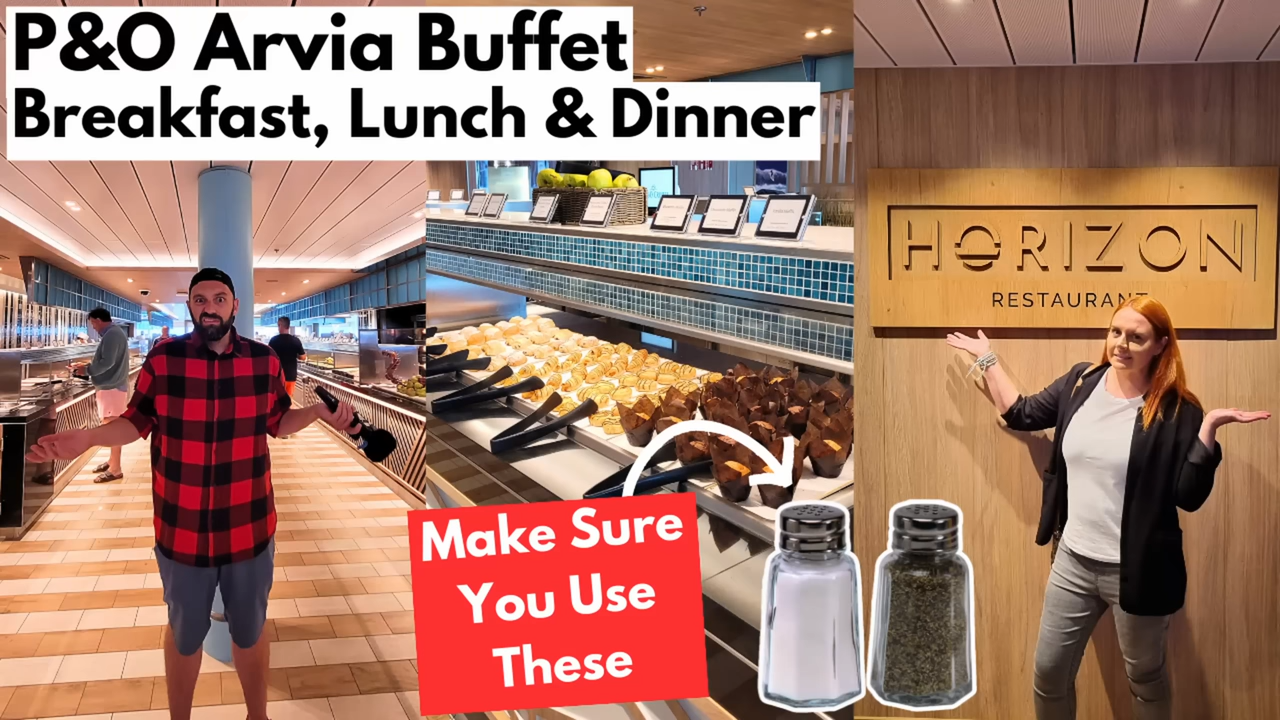 P&O Arvia Buffet
Breakfast, Lunch & Dinner
HORIZON
RESTAURANT
Make Sure
You Use
These